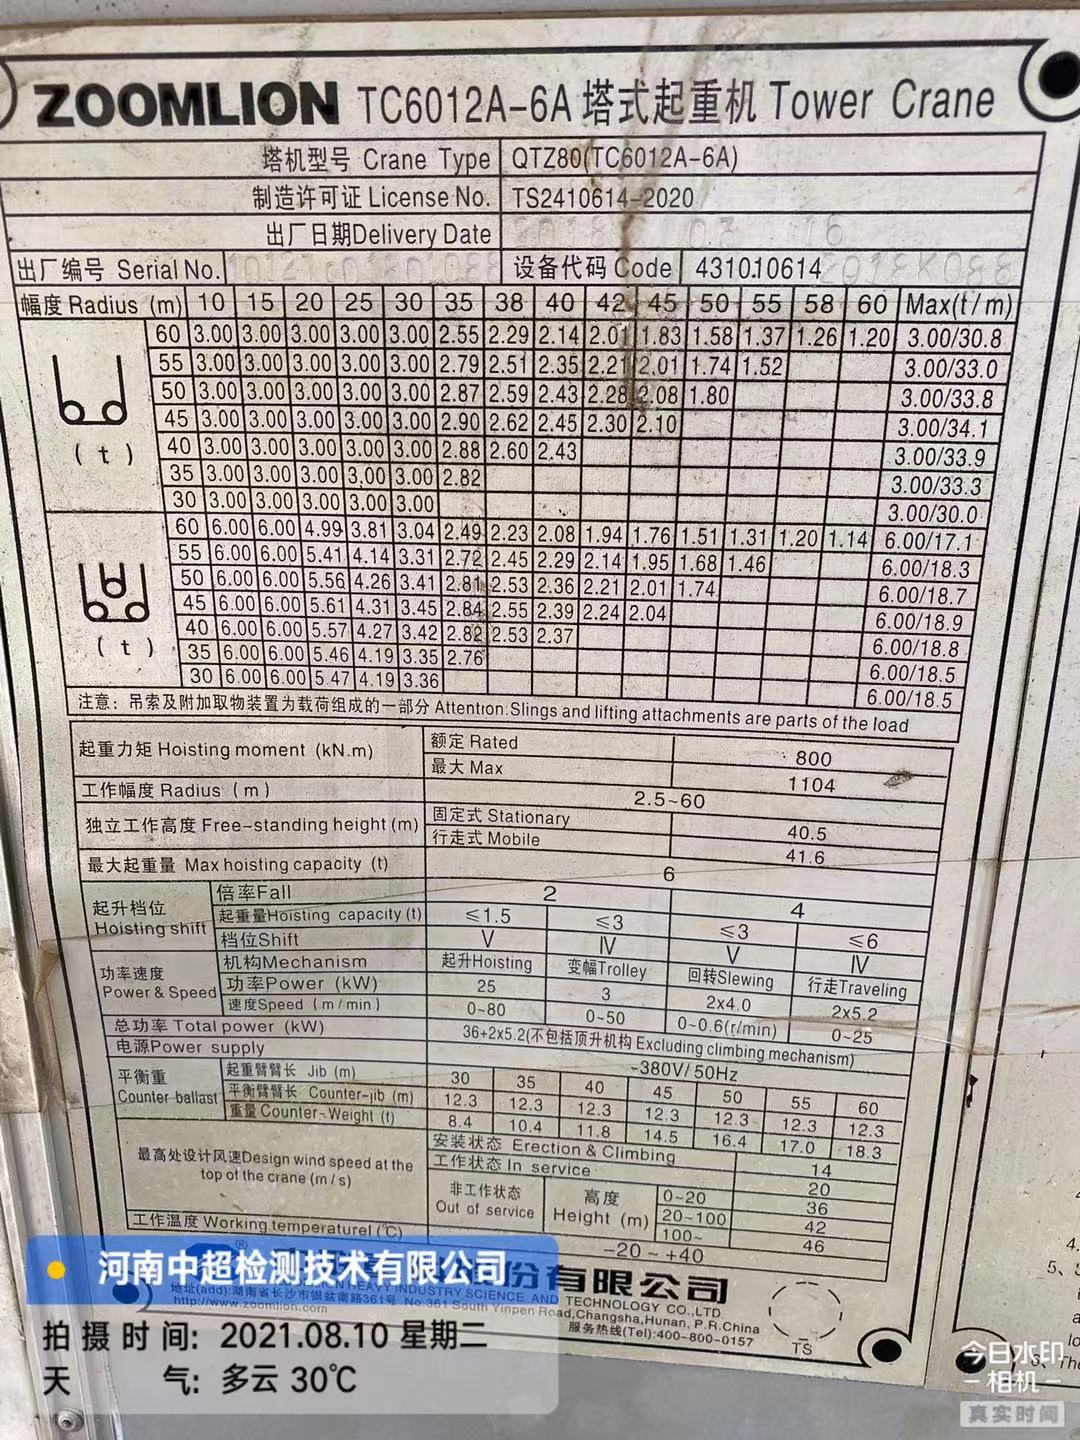 ZOOMLION TC6012A-6A 塔式起重机 Tower Crane
塔机型号 Crane Type QTZ80(TC6012A-6A)
制造许可证 License No. TS2410614-2020
出厂日期Delivery Date 2018 03 16
出厂编号 Serial No. 设备代码 Code 431010614 2018K088
幅度 Radius (m) 10 15 20 25 30 35 38 40 42 45 50 55 58 60 Max(t/m)
60 3.00 3.00 3.00 3.00 3.00 2.55 2.29 2.14 2.01 1.83 1.58 1.37 1.26 1.20 3.00/30.8
55 3.00 3.00 3.00 3.00 3.00 2.79 2.51 2.35 2.21 2.01 1.74 1.52 3.00/33.0
50 3.00 3.00 3.00 3.00 3.00 2.87 2.59 2.43 2.28 2.08 1.80 3.00/33.8
45 3.00 3.00 3.00 3.00 3.00 2.90 2.62 2.45 2.30 2.10 3.00/34.1
40 3.00 3.00 3.00 3.00 3.00 2.88 2.60 2.43 3.00/33.9
35 3.00 3.00 3.00 3.00 3.00 2.82 3.00/33.3
30 3.00 3.00 3.00 3.00 3.00 3.00/30.0
(t)
60 6.00 6.00 4.99 3.81 3.04 2.49 2.23 2.08 1.94 1.76 1.51 1.31 1.20 1.14 6.00/17.1
55 6.00 6.00 5.41 4.14 3.31 2.72 2.45 2.29 2.14 1.95 1.68 1.46 6.00/18.3
50 6.00 6.00 5.56 4.26 3.41 2.81 2.53 2.36 2.21 2.01 1.74 6.00/18.7
45 6.00 6.00 5.61 4.31 3.45 2.84 2.55 2.39 2.24 2.04 6.00/18.9
40 6.00 6.00 5.57 4.27 3.42 2.82 2.53 2.37 6.00/18.8
35 6.00 6.00 5.46 4.19 3.35 2.76 6.00/18.5
30 6.00 6.00 5.47 4.19 3.36 6.00/18.5
(t)
注意: 吊索及附加取物装置为载荷组成的一部分 Attention:Slings and lifting attachments are parts of the load
起重力矩 Hoisting moment (kN.m) 额定 Rated 800
最大 Max 1104
工作幅度 Radius (m) 2.5~60
独立工作高度 Free-standing height(m) 固定式 Stationary 40.5
行走式 Mobile 41.6
最大起重量 Max hoisting capacity (t) 6
起升档位 Hoisting shift 倍率Fall 2 4
起重量Hoisting capacity(t) ≤1.5 ≤3 ≤3 ≤6
档位Shift Ⅴ Ⅳ Ⅴ Ⅳ
功率速度 Power & Speed 机构Mechanism 起升Hoisting 变幅Trolley 回转Slewing 行走Traveling
功率Power (kW) 25 3 2x4.0 2x5.2
速度Speed (m/min) 0~80 0~50 0~0.6(r/min) 0~25
总功率 Total power (kW) 36+2x5.2(不包括顶升机构 Excluding climbing mechanism)
电源Power supply ~380V/50Hz
平衡重 Counter ballast 起重臂臂长 Jib (m) 30 35 40 45 50 55 60
平衡臂臂长 Counter-jib (m) 12.3 12.3 12.3 12.3 12.3 12.3 12.3
重量 Counter-Weight (t) 8.4 10.4 11.8 14.5 16.4 17.0 18.3
最高处设计风速Design wind speed at the top of the crane (m/s) 安装状态 Erection & Climbing 14
工作状态 In service 20
非工作状态 Out of service 高度 Height (m) 0~20 36
20~100 42
100~ 46
工作温度 Working temperaturel (℃) -20 ~ +40
份有限公司
HEAVY INDUSTRY SCIENCE AND TECHNOLOGY CO.,LTD.
地址(add):湖南省长沙市银盆南路361号 No.361 South Yinpen Road,Changsha,Hunan, P.R.China
http://www.zoomlion.com 服务热线(Tel):400-800-0157
TS
河南中超检测技术有限公司
拍摄时间: 2021.08.10 星期二
天气: 多云 30℃
今日水印
相机
真实时间